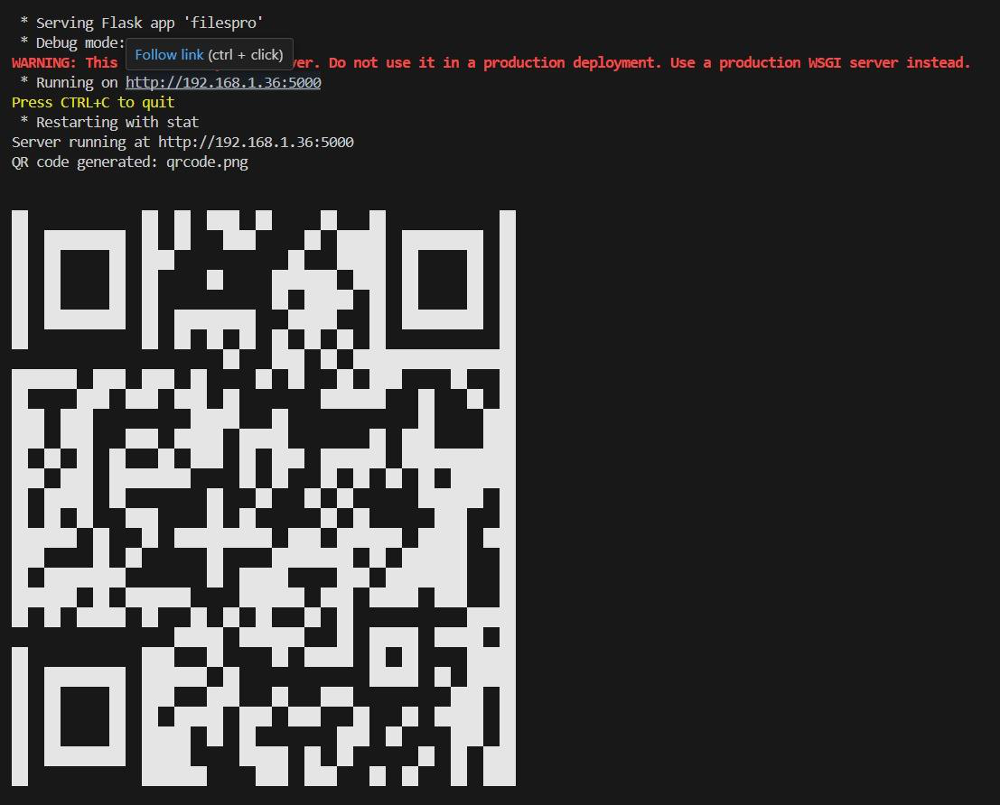 * Serving Flask app 'filespro'
* Debug mode:
Follow link (ctrl + click)
WARNING: This ver. Do not use it in a production deployment. Use a production WSGI server instead.
* Running on http://192.168.1.36:5000
Press CTRL+C to quit
* Restarting with stat
Server running at http://192.168.1.36:5000
QR code generated: qrcode.png